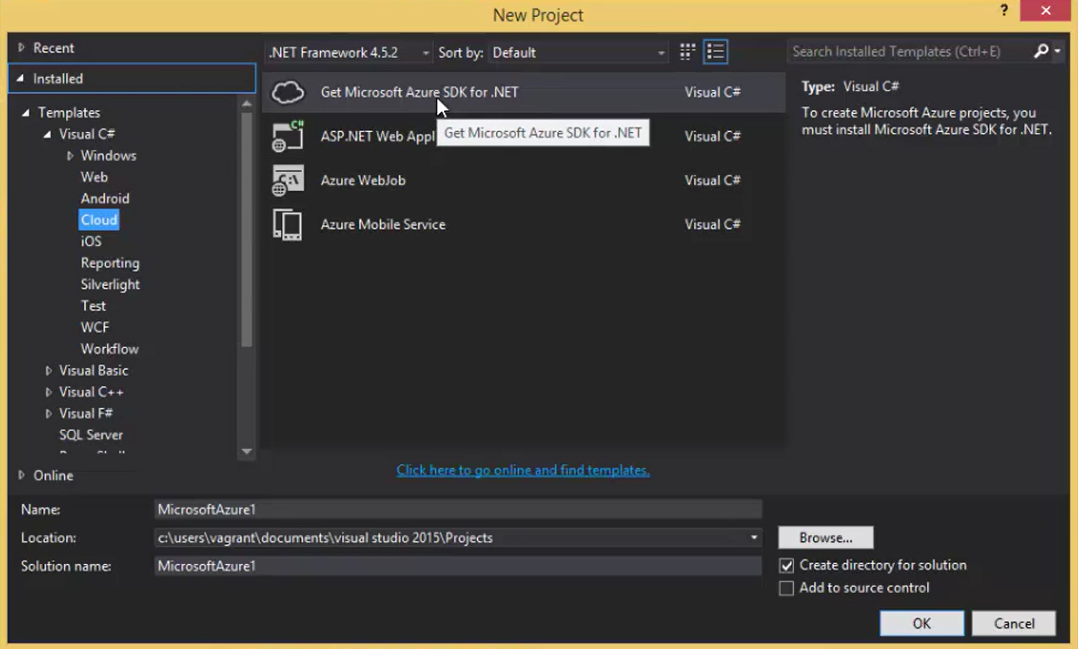 New Project
?
Recent
Installed
Templates
Visual C#
Windows
Web
Android
Cloud
iOS
Reporting
Silverlight
Test
WCF
Workflow
Visual Basic
Visual C++
Visual F#
SQL Server
Online
.NET Framework 4.5.2
Sort by: Default
Get Microsoft Azure SDK for .NET Visual C#
Get Microsoft Azure SDK for .NET
ASP.NET Web Appl Visual C#
Azure WebJob Visual C#
Azure Mobile Service Visual C#
Click here to go online and find templates.
Search Installed Templates (Ctrl+E)
Type: Visual C#
To create Microsoft Azure projects, you
must install Microsoft Azure SDK for .NET.
Name: MicrosoftAzure1
Location: c:\users\vagrant\documents\visual studio 2015\Projects
Browse...
Solution name: MicrosoftAzure1
Create directory for solution
Add to source control
OK
Cancel